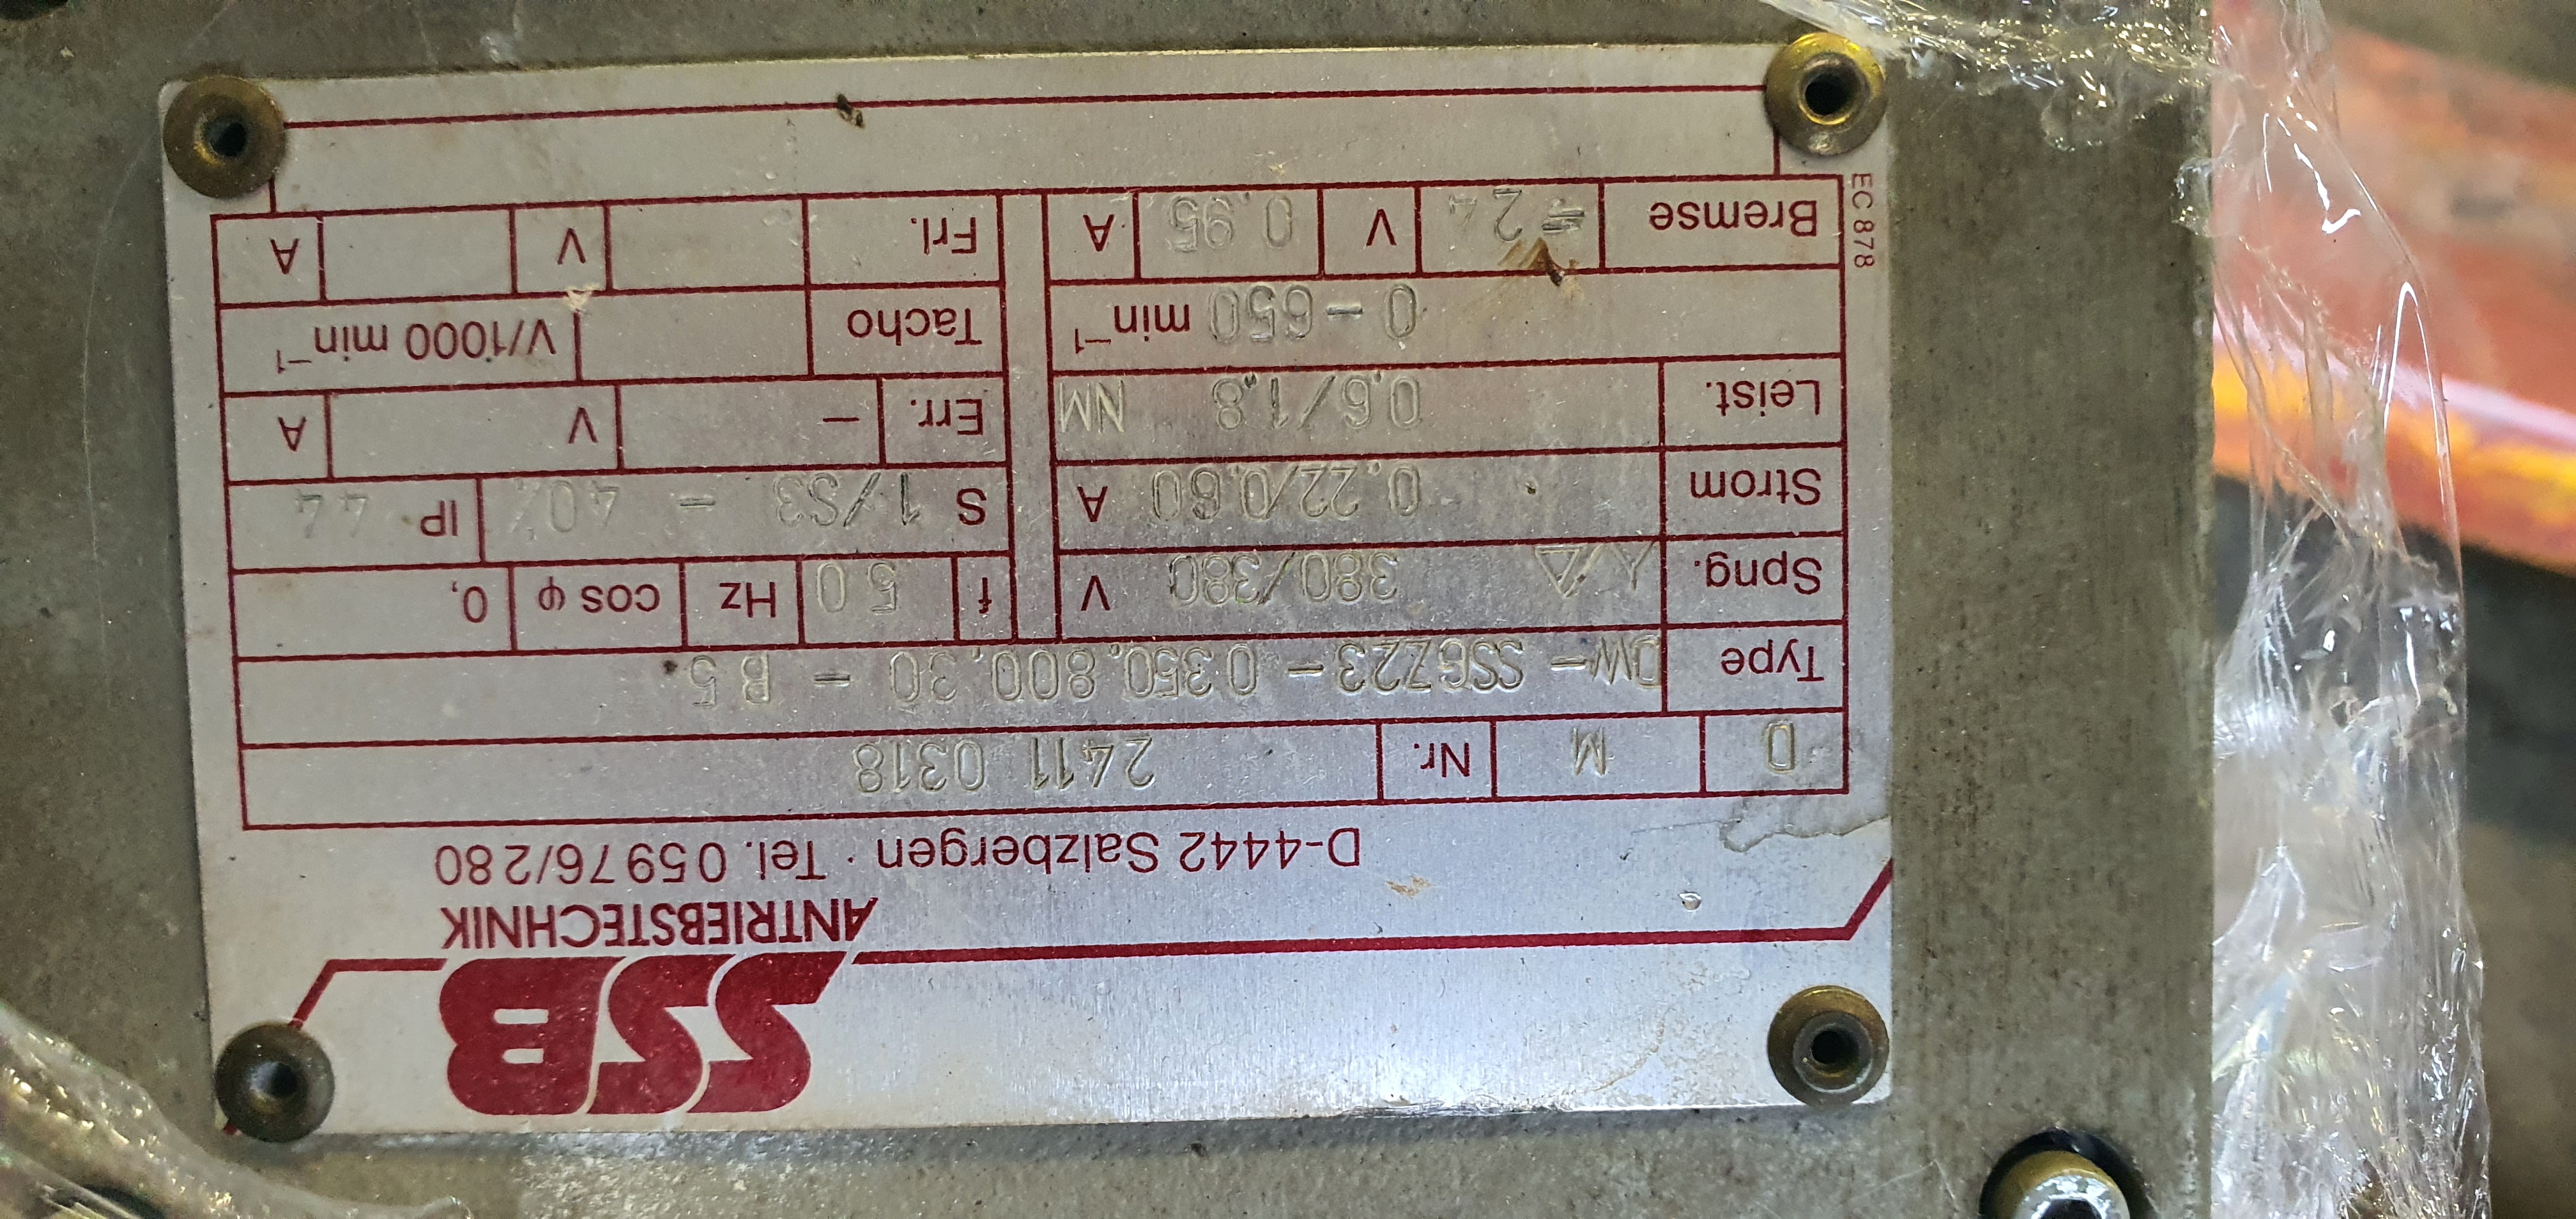 SSB
ANTRIEBSTECHNIK
D-4442 Salzbergen · Tel. 05976/280
D M Nr. 2411 0318
Type DW-SSGZ23-0350.800.30-B5
Spng. 人/△ 380/380 V f 50 Hz cos φ 0,
Strom 0.22/0.60 A S 1/S3 - 40% IP 44
Leist. 0.6/1.8 NM Err. – V A
0-650 min⁻¹ Tacho V/1000 min⁻¹
Bremse =24 V 0.95 A Frl. V A
EC 878